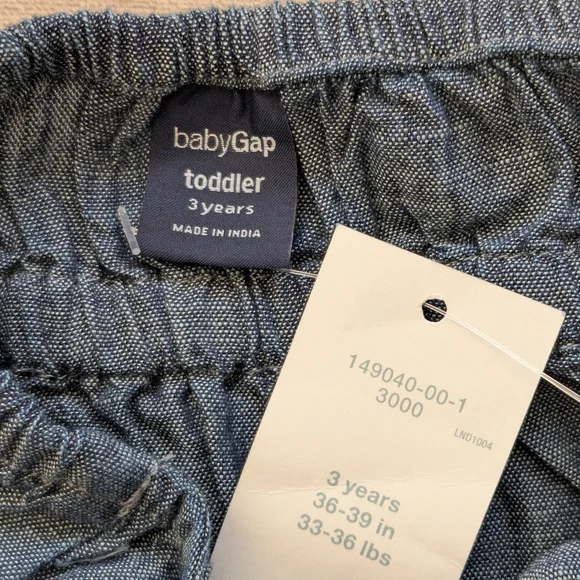 babyGap
toddler
3 years
MADE IN INDIA
149040-00-1
3000
LND1004
3 years
36-39 in
33-36 lbs